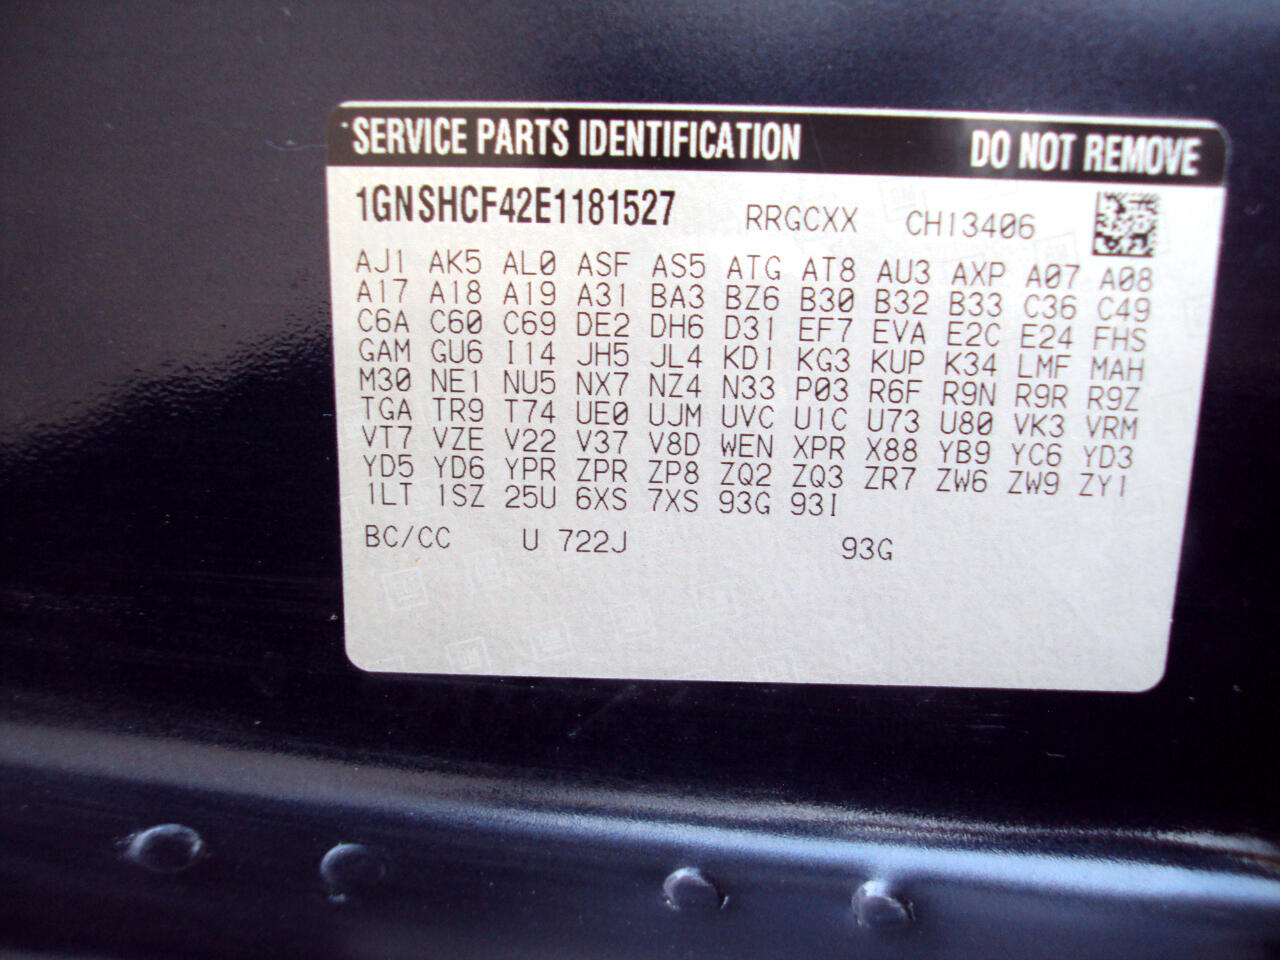 SERVICE PARTS IDENTIFICATION DO NOT REMOVE
1GNSHCF42E1181527 RRGCXX CH13406
AJ1 AK5 AL0 ASF AS5 ATG AT8 AU3 AXP A07 A08
A17 A18 A19 A31 BA3 BZ6 B30 B32 B33 C36 C49
C6A C60 C69 DE2 DH6 D31 EF7 EVA E2C E24 FHS
GAM GU6 I14 JH5 JL4 KD1 KG3 KUP K34 LMF MAH
M30 NE1 NU5 NX7 NZ4 N33 P03 R6F R9N R9R R9Z
TGA TR9 T74 UE0 UJM UVC U1C U73 U80 VK3 VRM
VT7 VZE V22 V37 V8D WEN XPR X88 YB9 YC6 YD3
YD5 YD6 YPR ZPR ZP8 ZQ2 ZQ3 ZR7 ZW6 ZW9 ZY1
1LT 1SZ 25U 6XS 7XS 93G 93I
BC/CC U 722J 93G